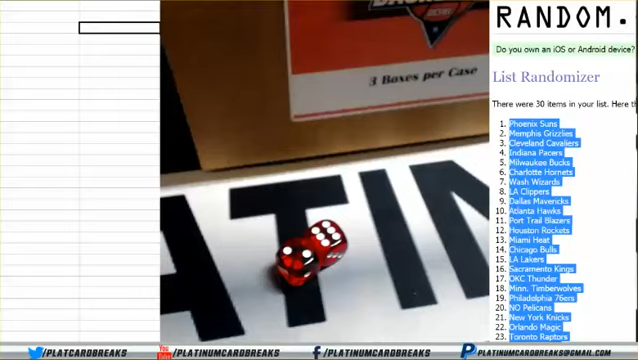 3 Boxes per Case
ATIN
RANDOM.
Do you own an iOS or Android device?
List Randomizer
There were 30 items in your list. Here th
1. Phoenix Suns
2. Memphis Grizzlies
3. Cleveland Cavaliers
4. Indiana Pacers
5. Milwaukee Bucks
6. Charlotte Hornets
7. Wash Wizards
8. LA Clippers
9. Dallas Mavericks
10. Atlanta Hawks
11. Port Trail Blazers
12. Houston Rockets
13. Miami Heat
14. Chicago Bulls
15. LA Lakers
16. Sacramento Kings
17. OKC Thunder
18. Minn. Timberwolves
19. Philadelphia 76ers
20. NO Pelicans
21. New York Knicks
22. Orlando Magic
23. Toronto Raptors
/PLATCARDBREAKS
You Tube /PLATINUMCARDBREAKS
/PLATINUMCARDBREAKS
PLATINUMCARDBREAKS@GMAIL.COM